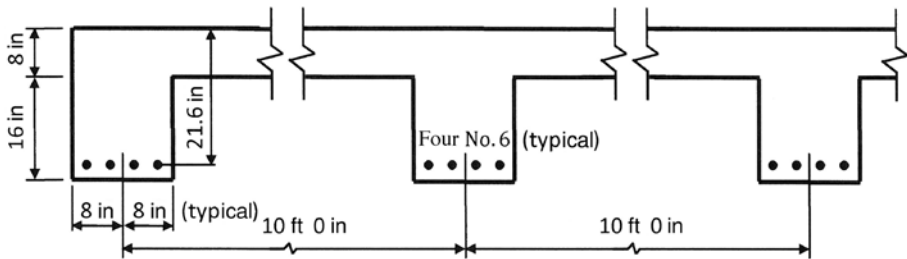 8 in
16 in
21.6 in
Four No. 6 (typical)
8 in 8 in (typical)
10 ft 0 in 10 ft 0 in